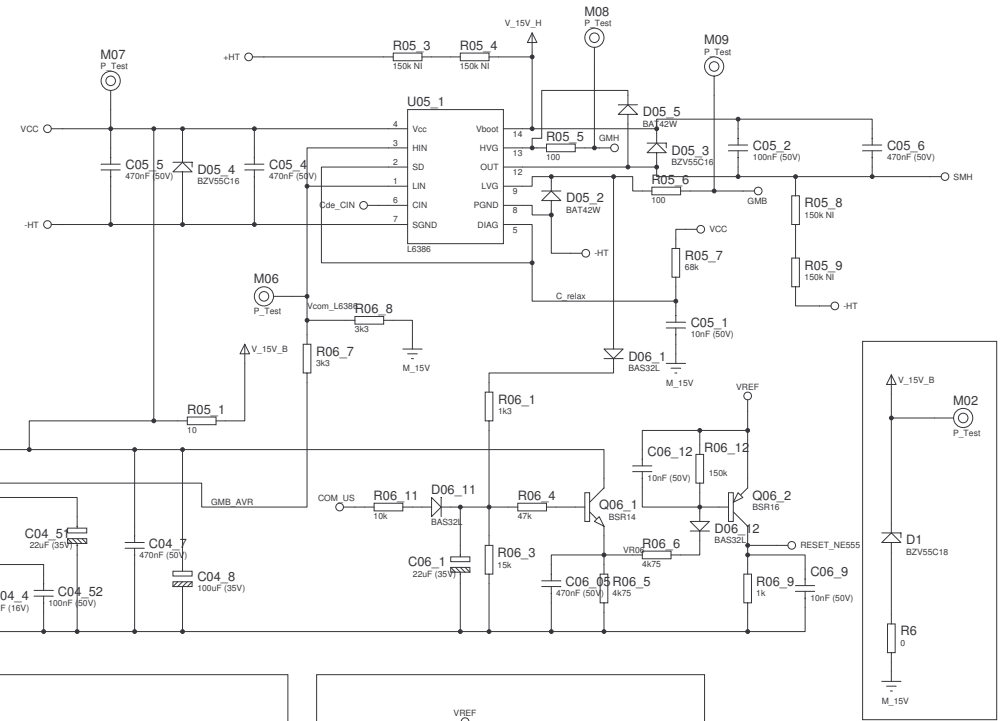 M08
P_Test
V_15V_H
M09
P_Test
M07
P_Test
+HT
R05_3
150k NI
R05_4
150k NI
U05_1
D05_5
BAT42W
VCC
4
Vcc
Vboot
14
3
HIN
HVG
13
2
SD
OUT
12
1
LIN
LVG
9
6
CIN
PGND
8
7
SGND
DIAG
5
L6386
R05_5
100
GMH
D05_3
BZV55C16
C05_2
100nF (50V)
C05_6
470nF (50V)
SMH
C05_5
470nF (50V)
D05_4
BZV55C16
C05_4
470nF (50V)
Cde_CIN
D05_2
BAT42W
R05_6
100
GMB
R05_8
150k NI
-HT
-HT
VCC
R05_7
68k
R05_9
150k NI
-HT
M06
P_Test
Vcom_L6386
R06_8
3k3
C_relax
C05_1
10nF (50V)
M_15V
M_15V
V_15V_B
R06_7
3k3
D06_1
BAS32L
R05_1
10
R06_1
1k3
VREF
V_15V_B
M02
P_Test
C06_12
10nF (50V)
R06_12
150k
GMB_AVR
COM_US
R06_11
10k
D06_11
BAS32L
R06_4
47k
Q06_1
BSR14
Q06_2
BSR16
D06_12
BAS32L
C04_51
22uF (35V)
C04_7
470nF (50V)
C04_8
100uF (35V)
C06_1
22uF (35V)
R06_3
15k
VR06
R06_6
4k75
RESET_NE555
D1
BZV55C18
04_4
F (16V)
C04_52
100nF (50V)
C06_05
470nF (50V)
R06_5
4k75
R06_9
1k
C06_9
10nF (50V)
R6
0
M_15V
VREF